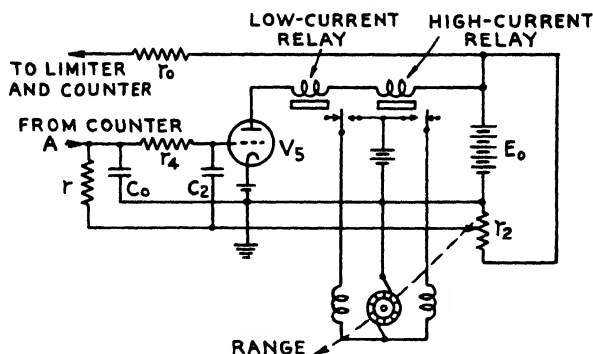 LOW-CURRENT
RELAY
HIGH-CURRENT
RELAY
r₀
TO LIMITER
AND COUNTER
FROM COUNTER
A
r₄
V₅
E₀
r
C₀
C₂
r₂
RANGE